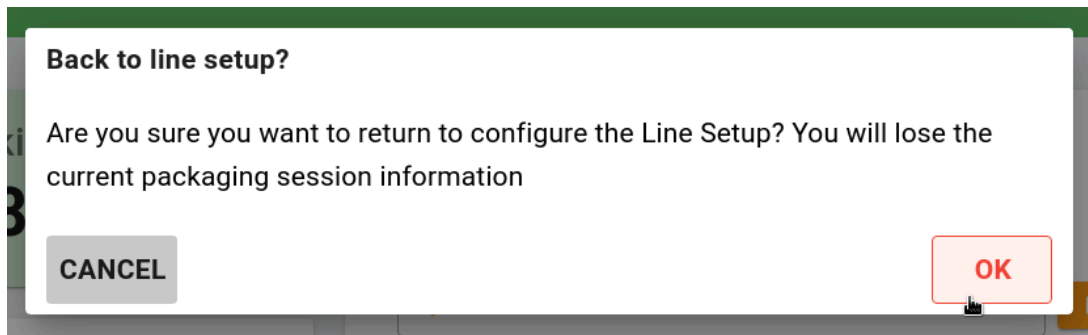 Back to line setup?
Are you sure you want to return to configure the Line Setup? You will lose the
current packaging session information
CANCEL
OK